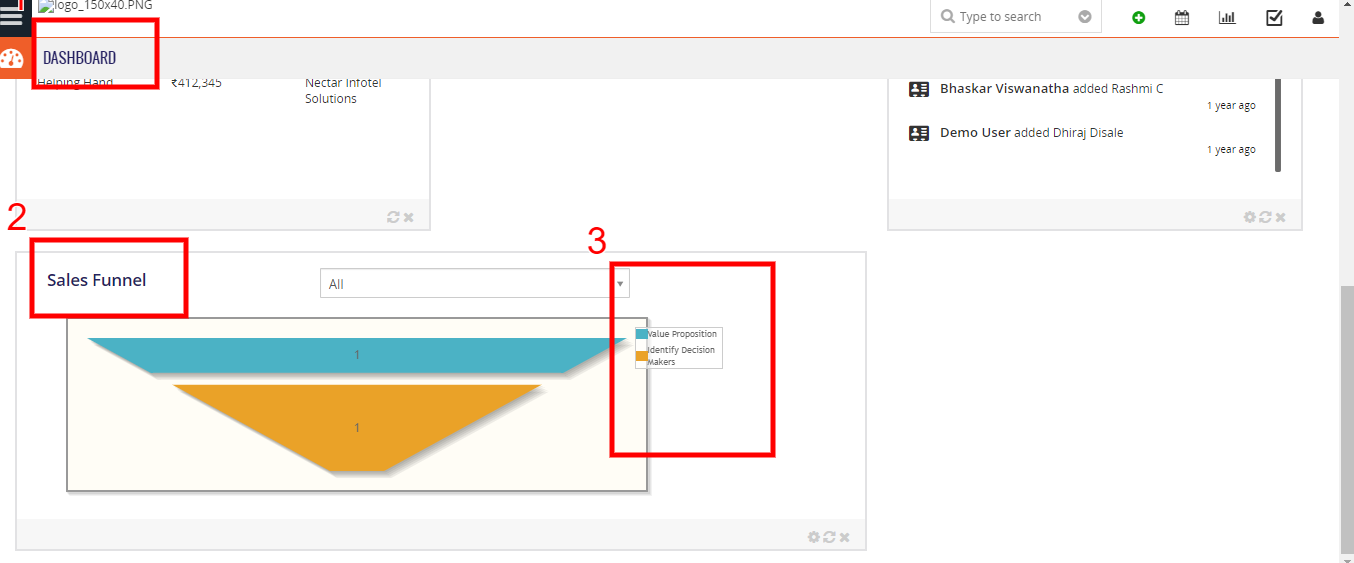 logo_150x40.PNG
Type to search
DASHBOARD
Helping Hand ₹412,345 Nectar Infotel
Solutions
Bhaskar Viswanatha added Rashmi C
1 year ago
Demo User added Dhiraj Disale
1 year ago
2
3
Sales Funnel
All
Value Proposition
Identify Decision
Makers
1
1